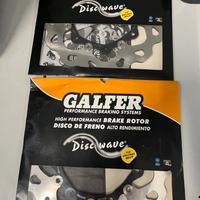 Disc wave
GALFER
PERFORMANCE BRAKING SYSTEMS
HIGH PERFORMANCE BRAKE ROTOR
DISCO DE FRENO ALTO RENDIMIENTO
Disc wave